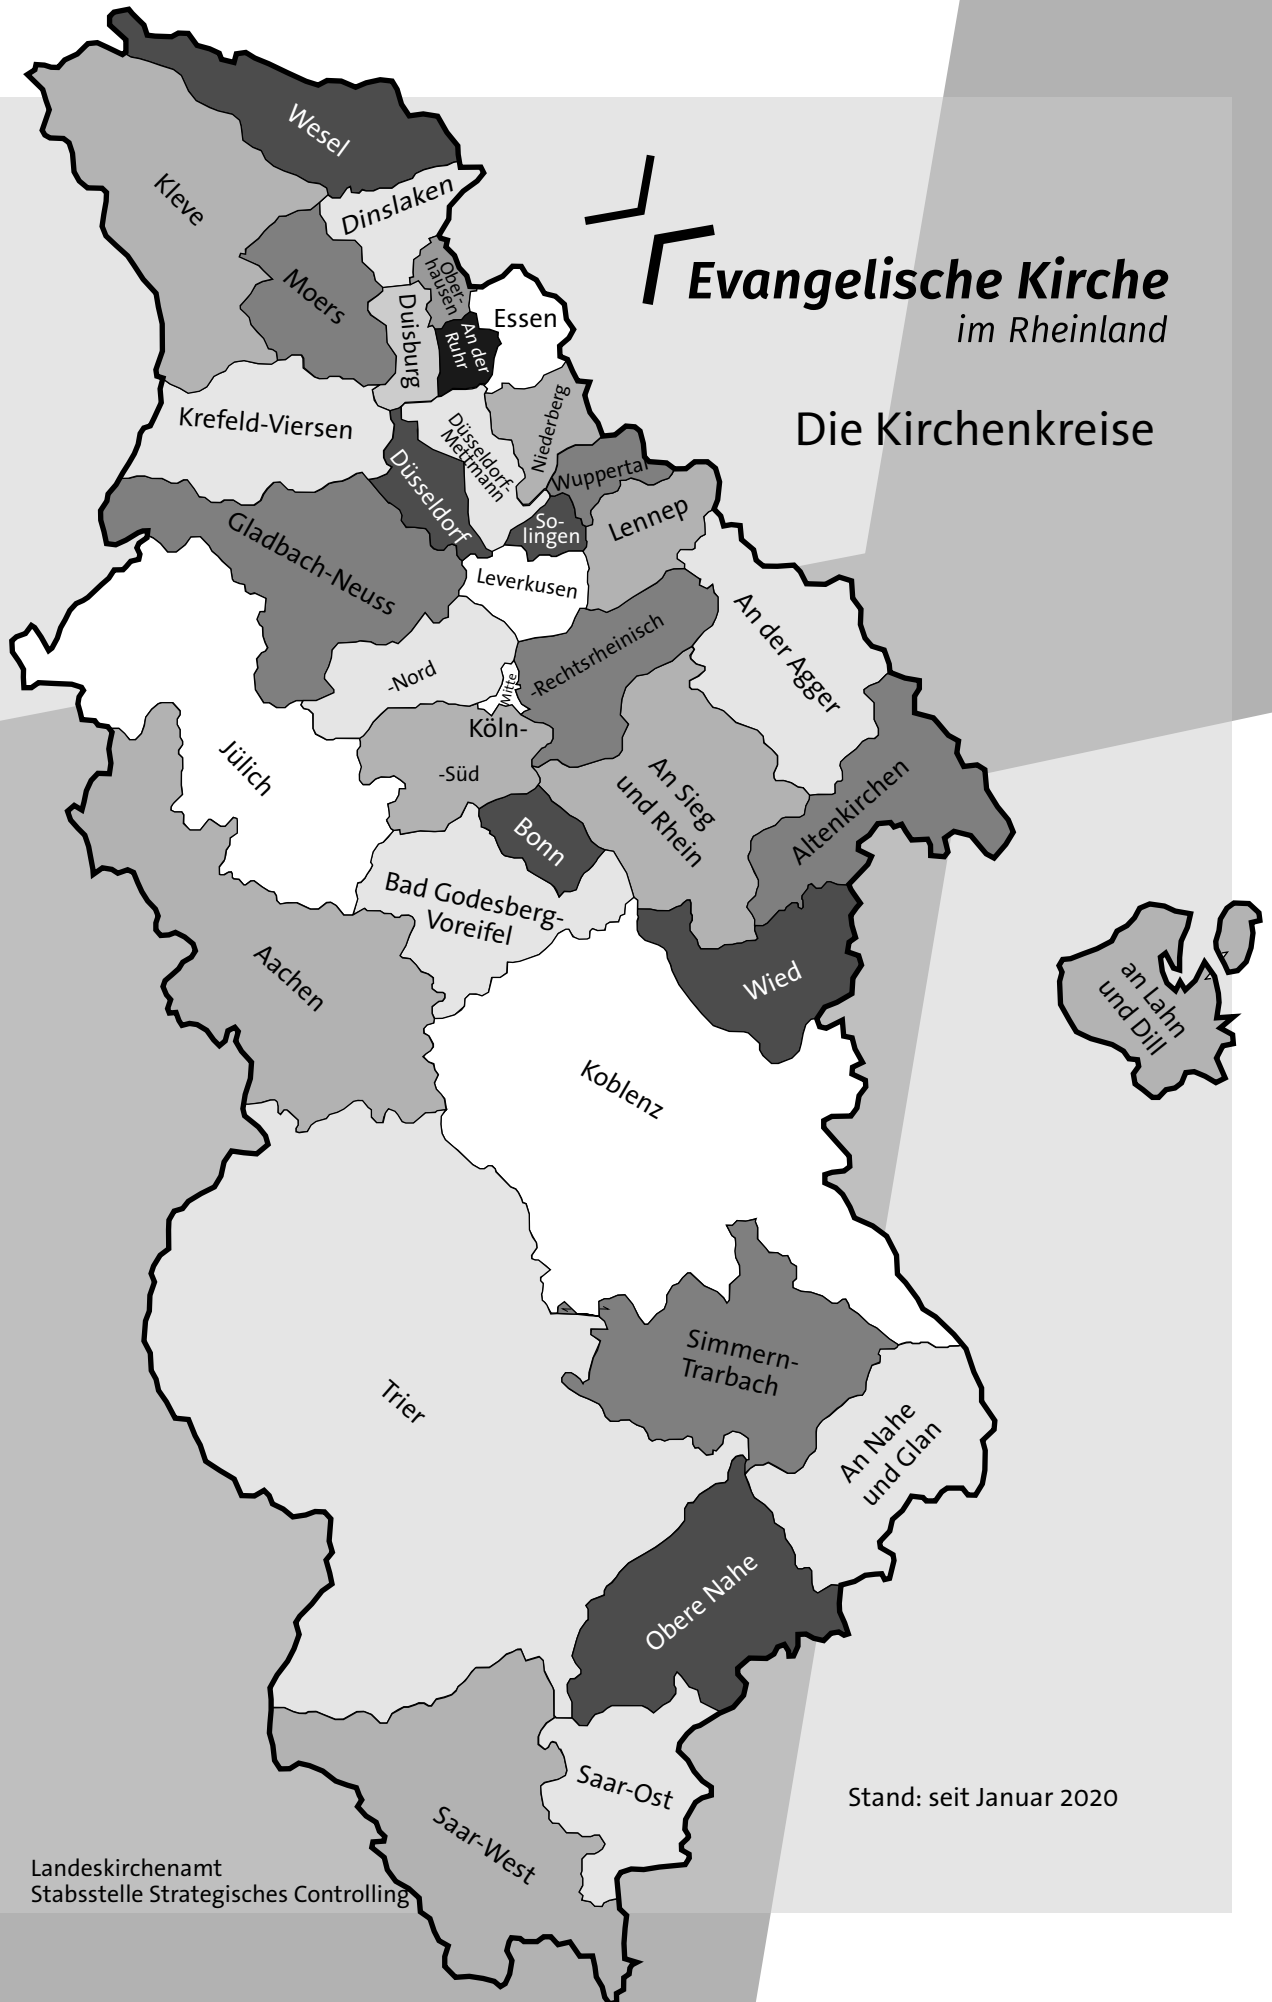 Wesel
Kleve
Dinslaken
Moers
Ober-
hausen
Duisburg
An der
Ruhr
Essen
Evangelische Kirche
im Rheinland
Die Kirchenkreise
Krefeld-Viersen
Düsseldorf-
Mettmann
Niederberg
Düsseldorf
Wuppertal
So-
lingen
Lennep
Gladbach-Neuss
Leverkusen
An der Agger
-Nord
Mitte
-Rechtsrheinisch
Köln-
-Süd
Jülich
An Sieg
und Rhein
Altenkirchen
Bonn
Bad Godesberg-
Voreifel
Aachen
Wied
an Lahn
und Dill
Koblenz
Simmern-
Trarbach
Trier
An Nahe
und Glan
Obere Nahe
Saar-Ost
Saar-West
Stand: seit Januar 2020
Landeskirchenamt
Stabsstelle Strategisches Controlling